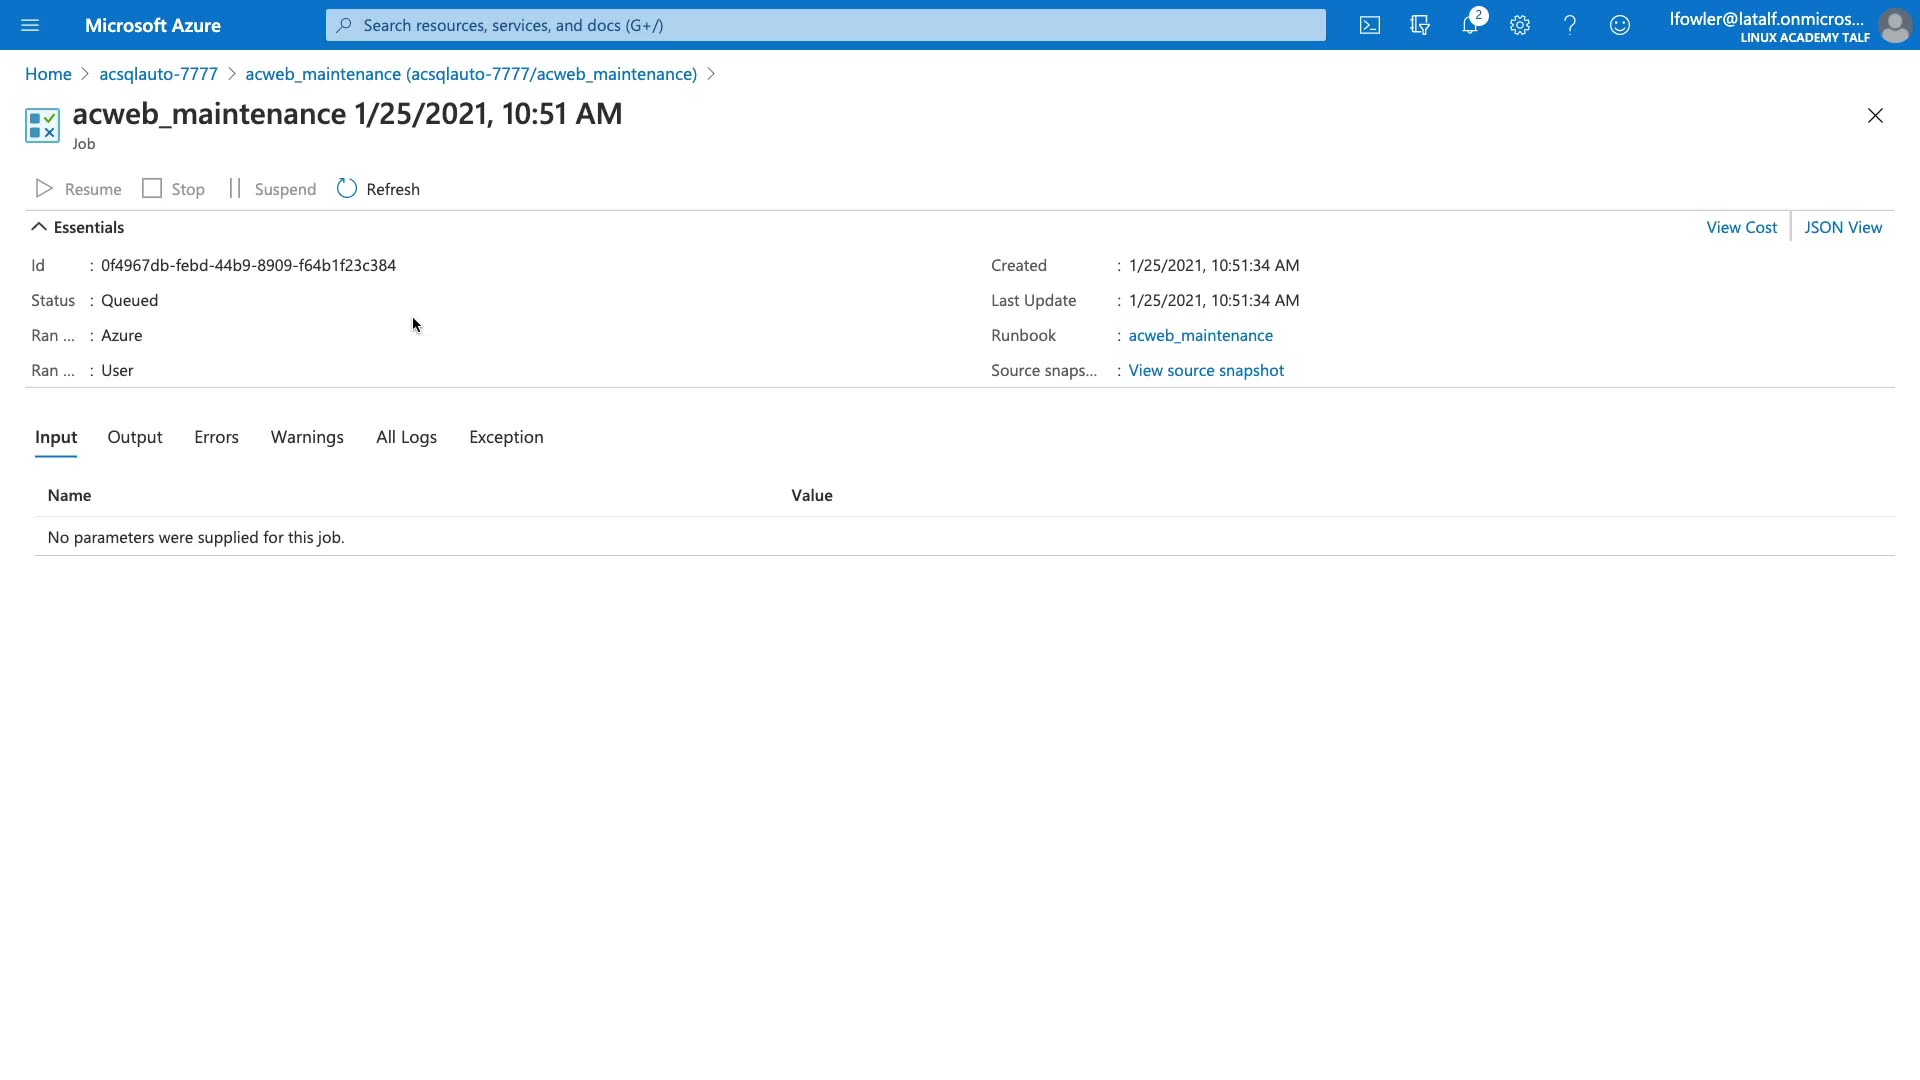 Microsoft Azure
Search resources, services, and docs (G+/)
2
lfowler@latalf.onmicros...
LINUX ACADEMY TALF
Home > acsqlauto-7777 > acweb_maintenance (acsqlauto-7777/acweb_maintenance) >
acweb_maintenance 1/25/2021, 10:51 AM
Job
Resume Stop Suspend Refresh
Essentials
View Cost JSON View
Id : 0f4967db-febd-44b9-8909-f64b1f23c384
Created : 1/25/2021, 10:51:34 AM
Status : Queued
Last Update : 1/25/2021, 10:51:34 AM
Ran ... : Azure
Runbook : acweb_maintenance
Ran ... : User
Source snaps... : View source snapshot
Input Output Errors Warnings All Logs Exception
Name Value
No parameters were supplied for this job.